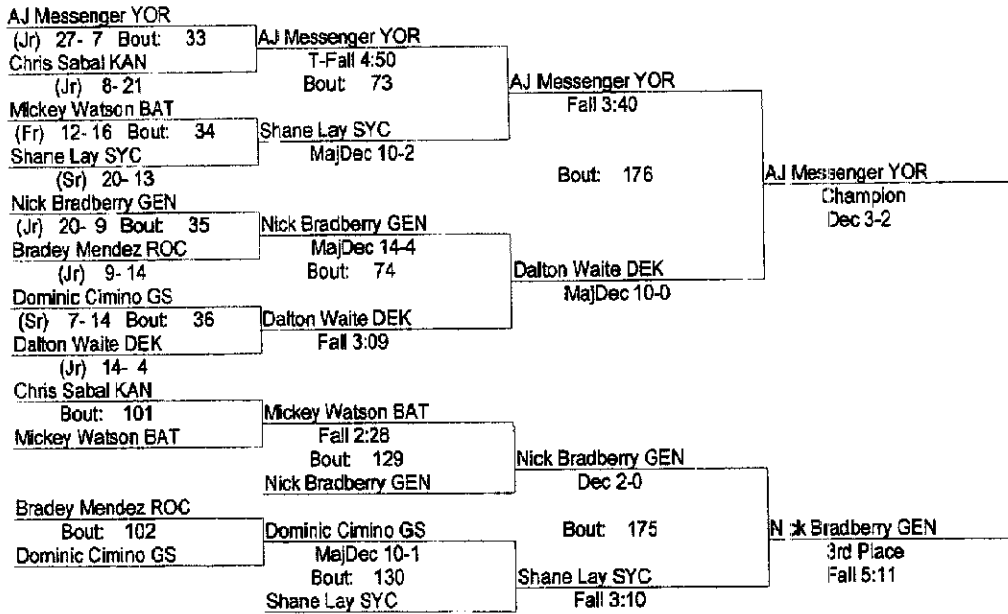 AJ Messenger YOR
(Jr) 27- 7 Bout: 33
Chris Sabal KAN
(Jr) 8- 21
Mickey Watson BAT
(Fr) 12- 16 Bout: 34
Shane Lay SYC
(Sr) 20- 13
Nick Bradberry GEN
(Jr) 20- 9 Bout: 35
Bradey Mendez ROC
(Jr) 9- 14
Dominic Cimino GS
(Sr) 7- 14 Bout: 36
Dalton Waite DEK
(Jr) 14- 4
AJ Messenger YOR
T-Fall 4:50
Bout: 73
Shane Lay SYC
MajDec 10-2
Nick Bradberry GEN
MajDec 14-4
Bout: 74
Dalton Waite DEK
Fall 3:09
AJ Messenger YOR
Fall 3:40
Bout: 176
Dalton Waite DEK
MajDec 10-0
AJ Messenger YOR
Champion
Dec 3-2
Chris Sabal KAN
Bout: 101
Mickey Watson BAT
Bradey Mendez ROC
Bout: 102
Dominic Cimino GS
Mickey Watson BAT
Fall 2:28
Bout: 129
Nick Bradberry GEN
Dominic Cimino GS
MajDec 10-1
Bout: 130
Shane Lay SYC
Nick Bradberry GEN
Dec 2-0
Bout: 175
Shane Lay SYC
Fall 3:10
Nick Bradberry GEN
3rd Place
Fall 5:11